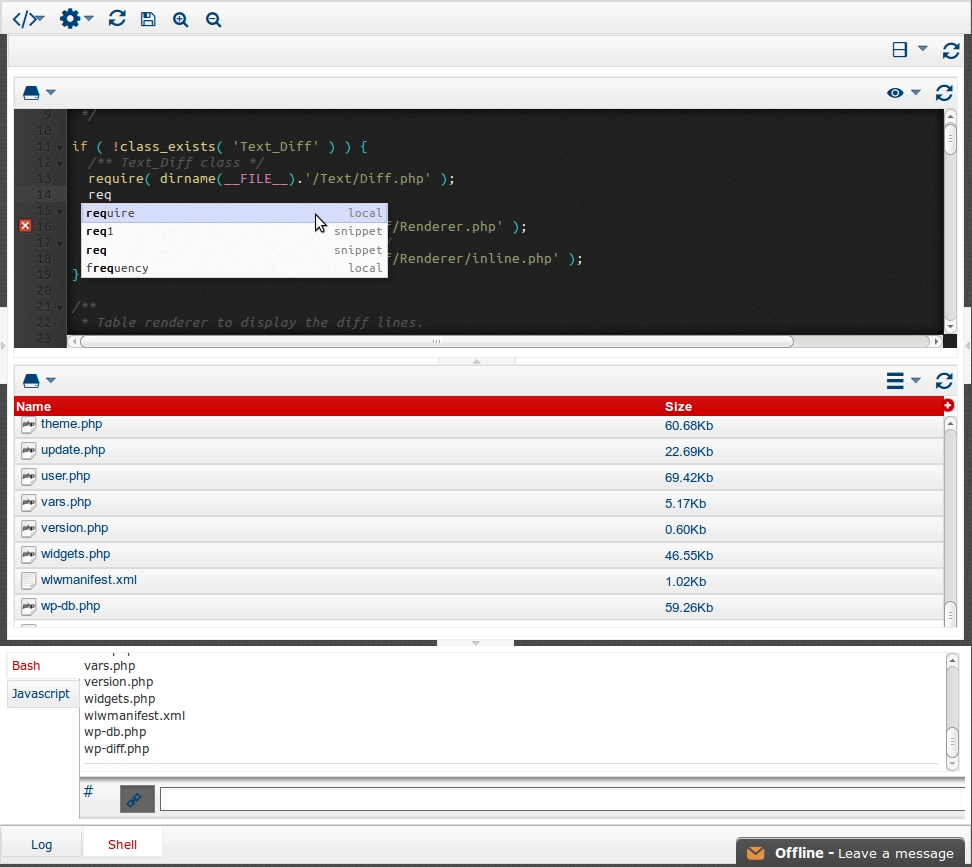 9 */
10
11 if ( !class_exists( 'Text_Diff' ) ) {
12 /** Text_Diff class */
13 require( dirname(__FILE__).'/Text/Diff.php' );
14 req
15 require local
16 req1 snippet f/Renderer.php' );
17 req snippet /
18 frequency local f/Renderer/inline.php' );
19 }
20
21 /**
22 * Table renderer to display the diff lines.
23
Name Size
theme.php 60.68Kb
update.php 22.69Kb
user.php 69.42Kb
vars.php 5.17Kb
version.php 0.60Kb
widgets.php 46.55Kb
wlwmanifest.xml 1.02Kb
wp-db.php 59.26Kb
Bash
Javascript
vars.php
version.php
widgets.php
wlwmanifest.xml
wp-db.php
wp-diff.php
#
Log Shell
Offline - Leave a message